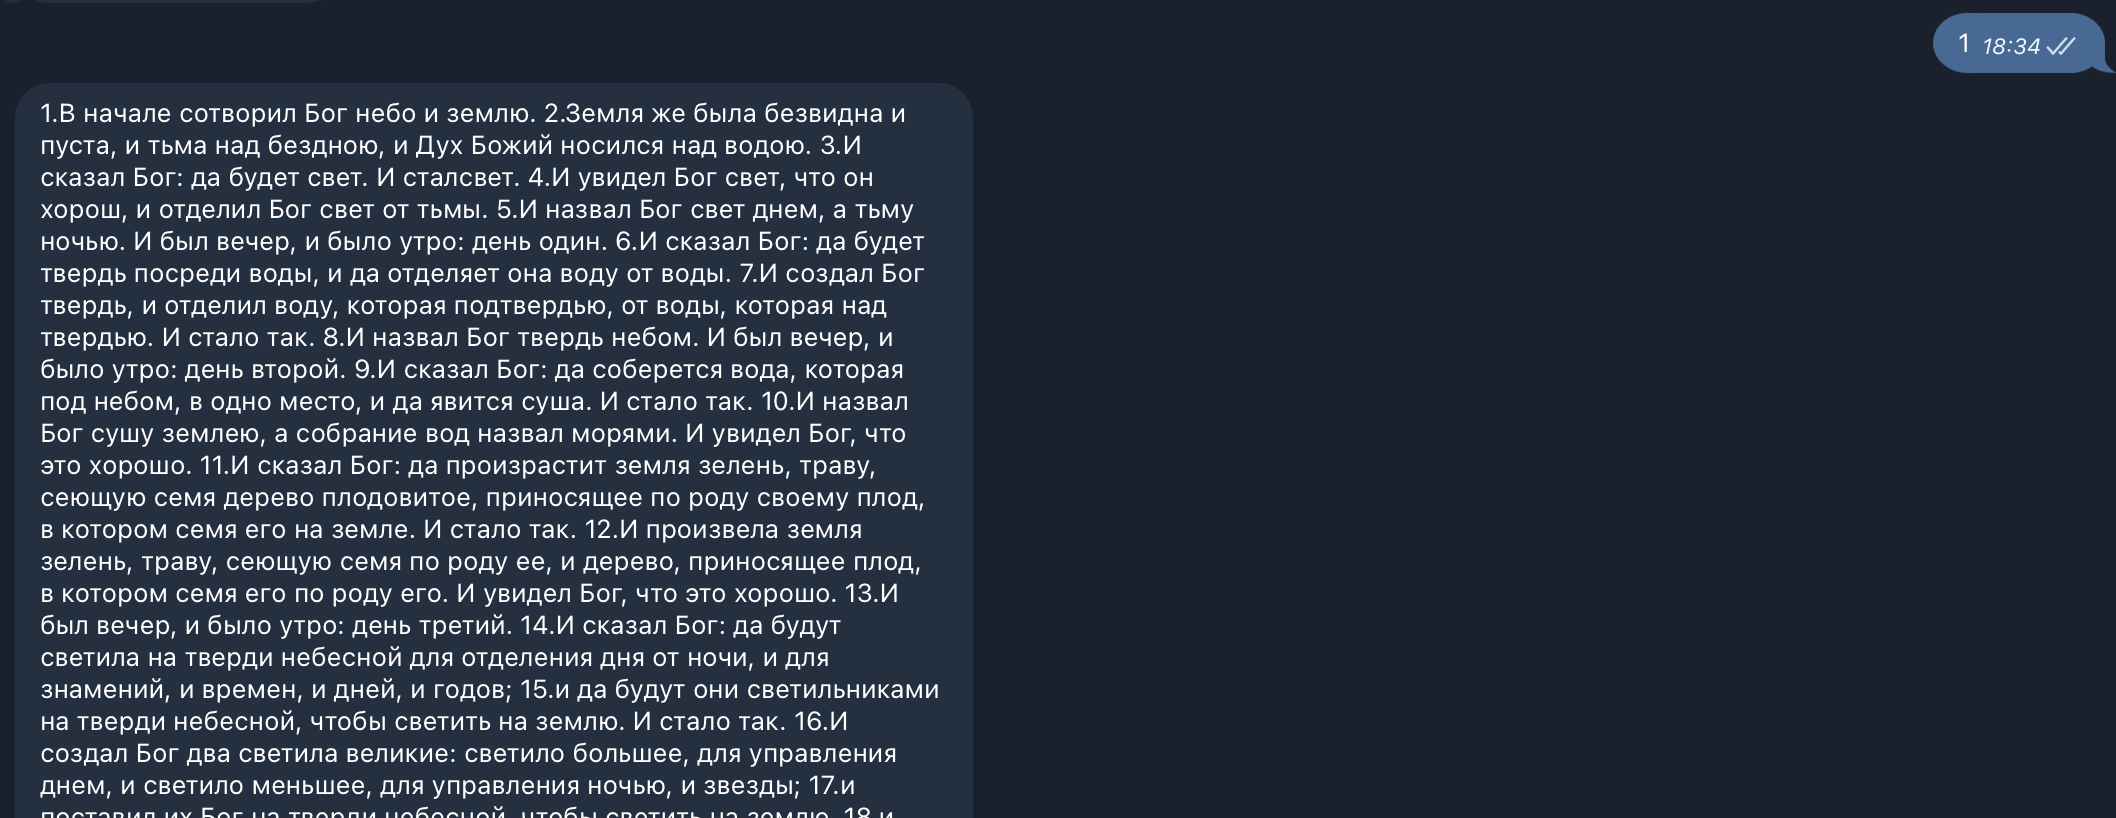 1 18:34
1.В начале сотворил Бог небо и землю. 2.Земля же была безвидна и
пуста, и тьма над бездною, и Дух Божий носился над водою. 3.И
сказал Бог: да будет свет. И сталсвет. 4.И увидел Бог свет, что он
хорош, и отделил Бог свет от тьмы. 5.И назвал Бог свет днем, а тьму
ночью. И был вечер, и было утро: день один. 6.И сказал Бог: да будет
твердь посреди воды, и да отделяет она воду от воды. 7.И создал Бог
твердь, и отделил воду, которая подтвердью, от воды, которая над
твердью. И стало так. 8.И назвал Бог твердь небом. И был вечер, и
было утро: день второй. 9.И сказал Бог: да соберется вода, которая
под небом, в одно место, и да явится суша. И стало так. 10.И назвал
Бог сушу землею, а собрание вод назвал морями. И увидел Бог, что
это хорошо. 11.И сказал Бог: да произрастит земля зелень, траву,
сеющую семя дерево плодовитое, приносящее по роду своему плод,
в котором семя его на земле. И стало так. 12.И произвела земля
зелень, траву, сеющую семя по роду ее, и дерево, приносящее плод,
в котором семя его по роду его. И увидел Бог, что это хорошо. 13.И
был вечер, и было утро: день третий. 14.И сказал Бог: да будут
светила на тверди небесной для отделения дня от ночи, и для
знамений, и времен, и дней, и годов; 15.и да будут они светильниками
на тверди небесной, чтобы светить на землю. И стало так. 16.И
создал Бог два светила великие: светило большее, для управления
днем, и светило меньшее, для управления ночью, и звезды; 17.и
поставил их Бог на тверди небесной, чтобы светить на землю, 18.и